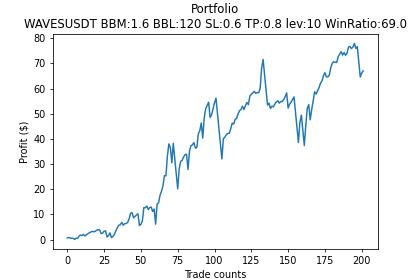 Portfolio
WAVESUSDT BBM:1.6 BBL:120 SL:0.6 TP:0.8 lev:10 WinRatio:69.0
80
70
60
50
40
30
20
10
0
Profit ($)
0 25 50 75 100 125 150 175 200
Trade counts